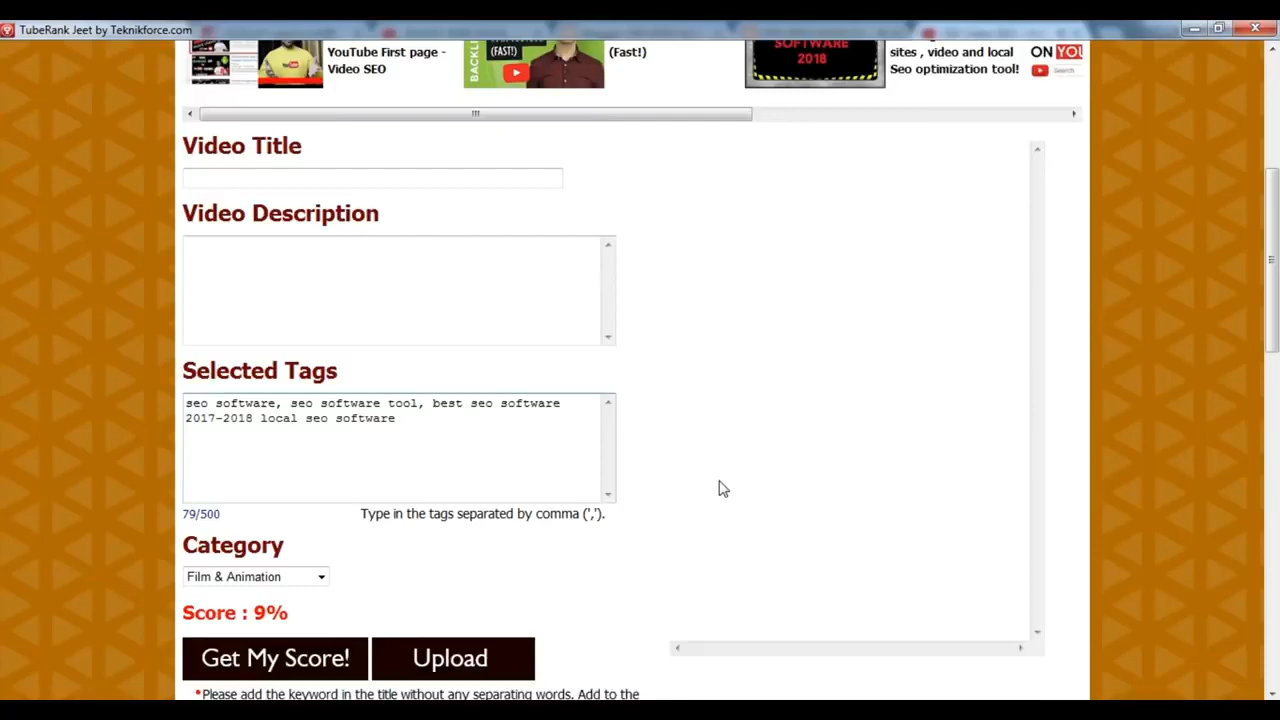 TubeRank Jeet by Teknikforce.com
YouTube First page -
Video SEO
BACKL
(FAST!)
(Fast!)
SOFTWARE
2018
sites , video and local
Seo optimization tool!
ON YOU
Search
Video Title
Video Description
Selected Tags
seo software, seo software tool, best seo software
2017-2018 local seo software
79/500
Type in the tags separated by comma (',').
Category
Film & Animation
Score : 9%
Get My Score!
Upload
*Please add the keyword in the title without any separating words. Add to the